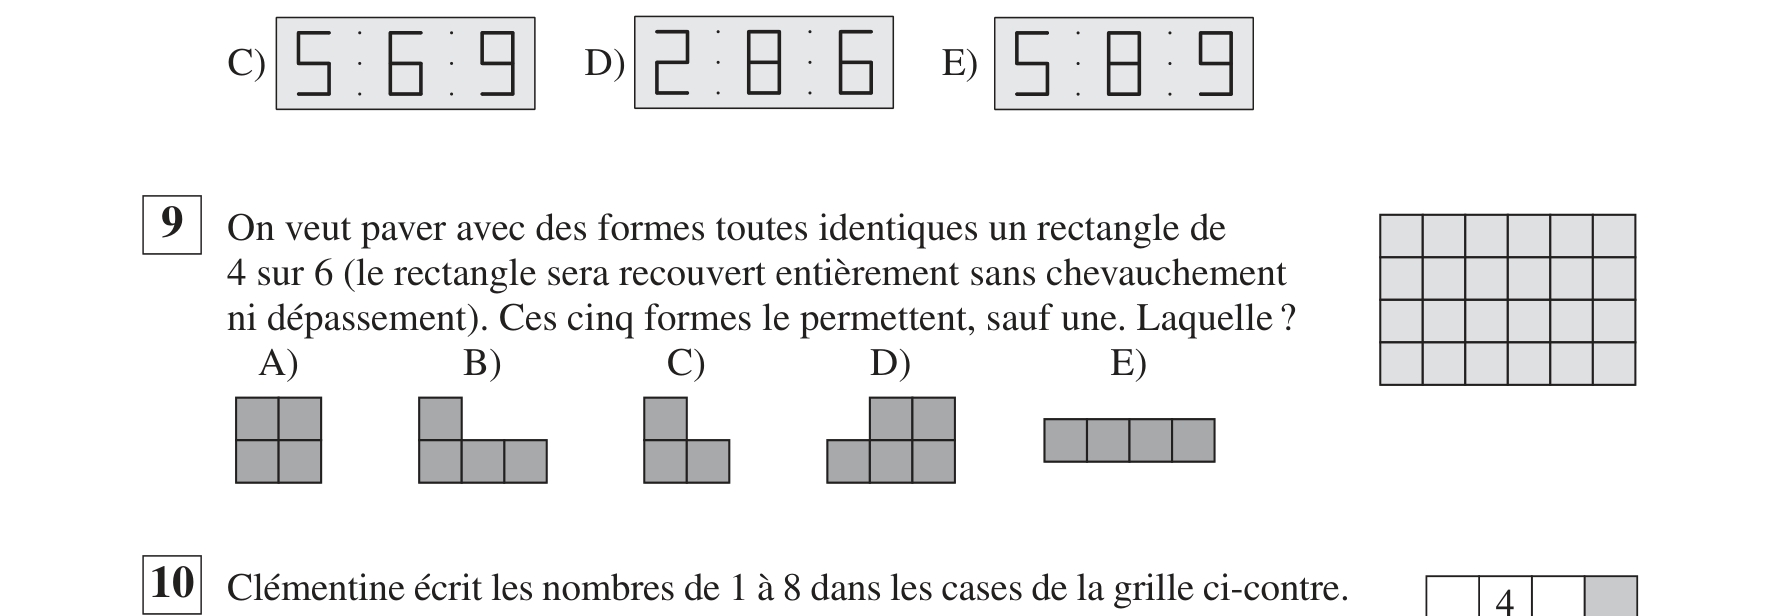 C) 5 : 6 : 9 D) 2 : 8 : 6 E) 5 : 8 : 9
9 On veut paver avec des formes toutes identiques un rectangle de
4 sur 6 (le rectangle sera recouvert entièrement sans chevauchement
ni dépassement). Ces cinq formes le permettent, sauf une. Laquelle ?
A) B) C) D) E)
10 Clémentine écrit les nombres de 1 à 8 dans les cases de la grille ci-contre.
4